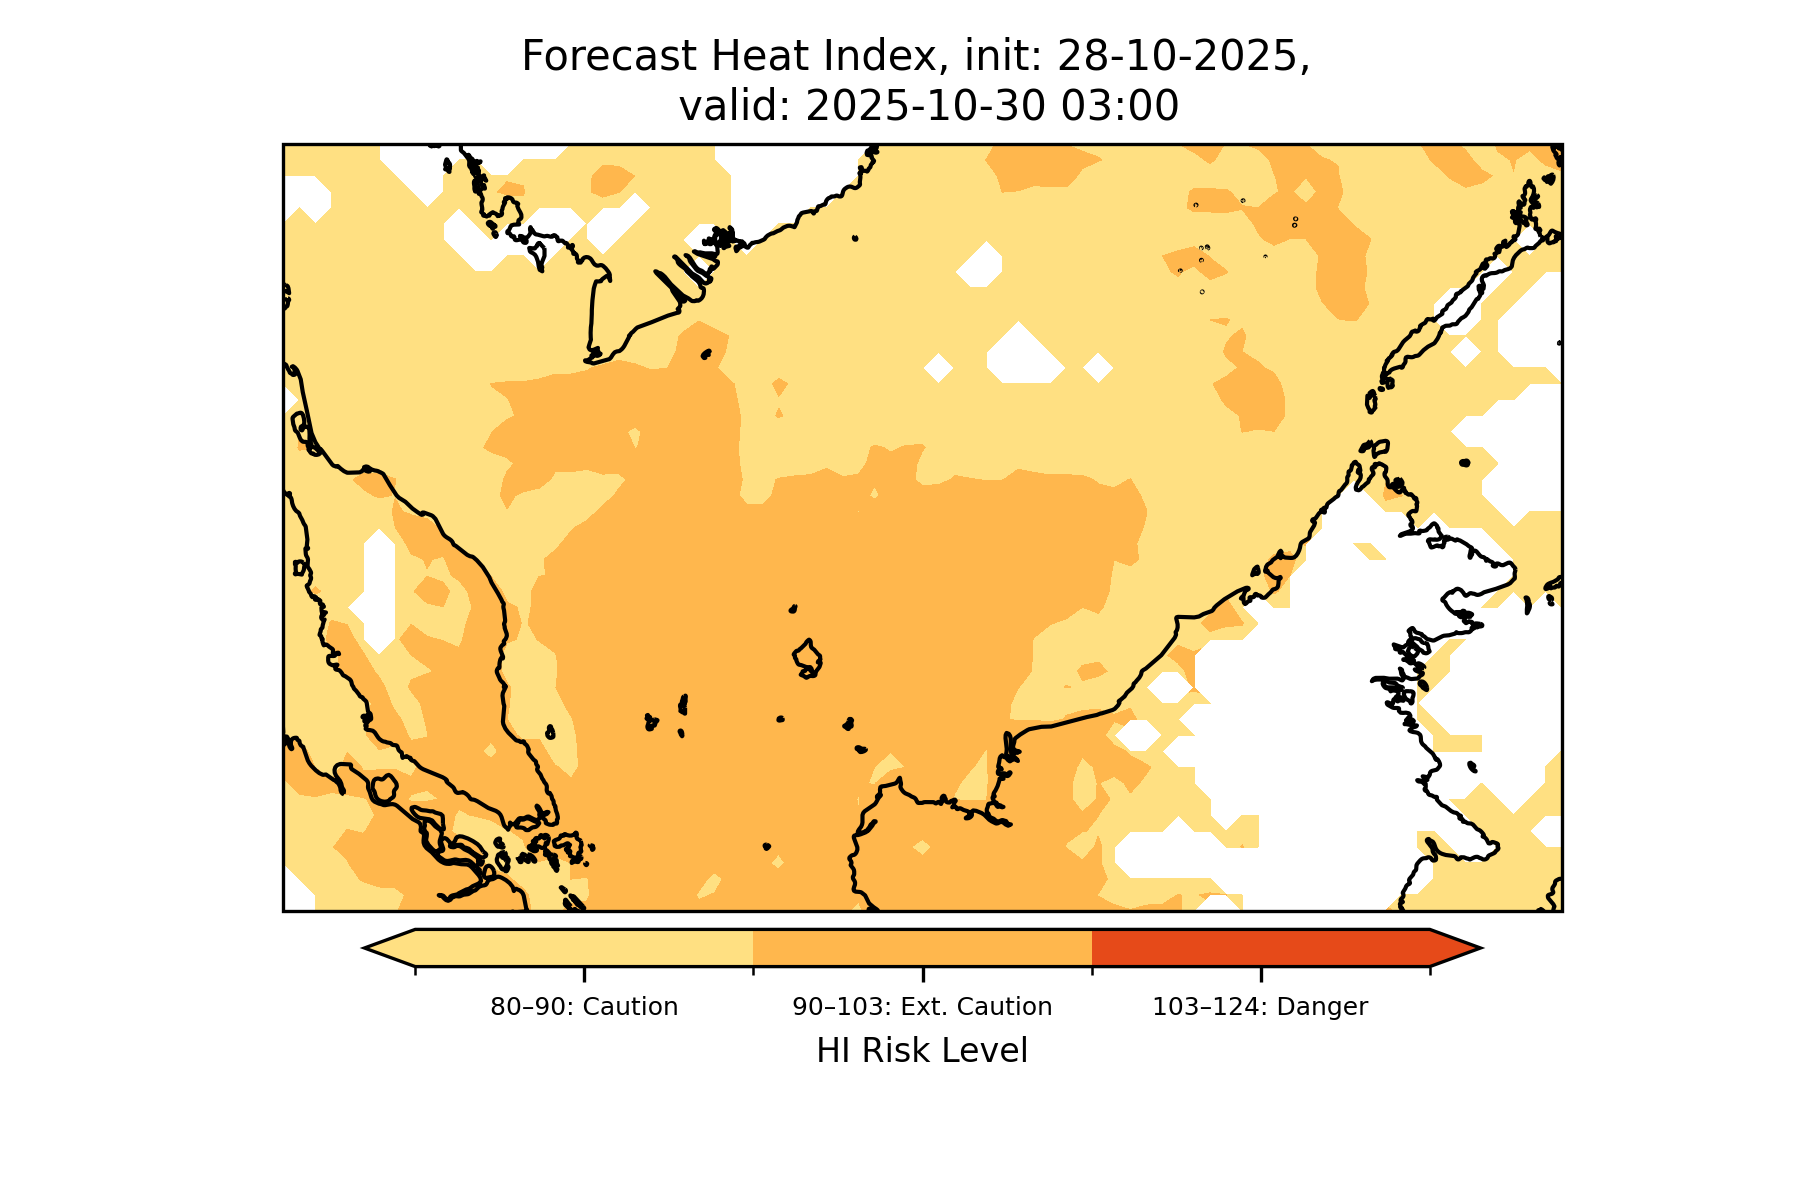 Forecast Heat Index, init: 28-10-2025,
valid: 2025-10-30 03:00
80–90: Caution
90–103: Ext. Caution
103–124: Danger
HI Risk Level